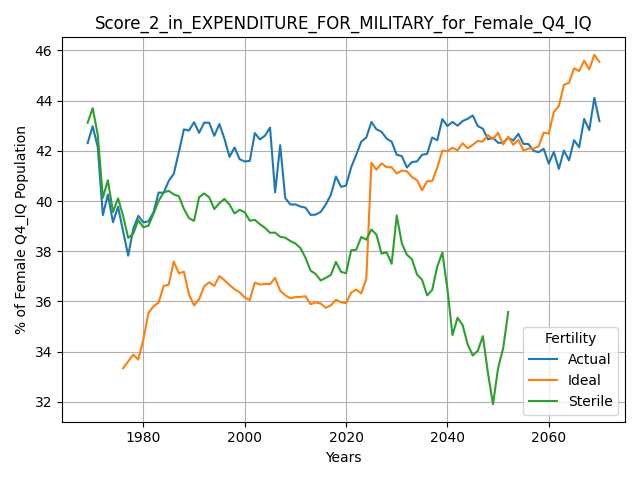 Score_2_in_EXPENDITURE_FOR_MILITARY_for_Female_Q4_IQ
% of Female Q4_IQ Population
46
44
42
40
38
36
34
32
Fertility
Actual
Ideal
Sterile
1980 2000 2020 2040 2060
Years